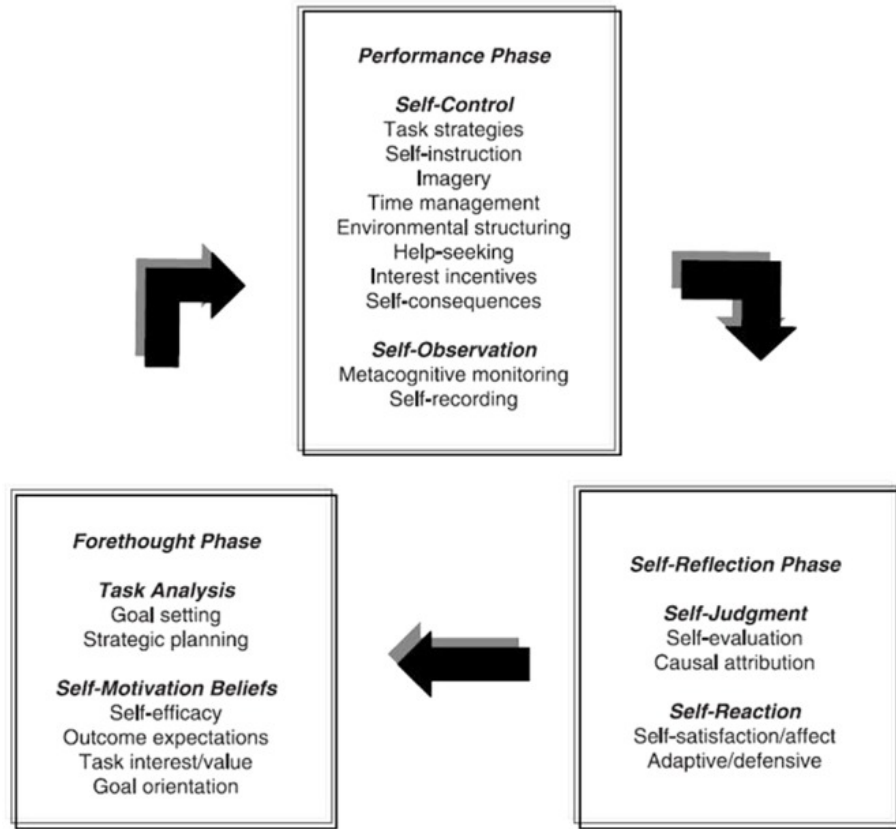 Performance Phase
Self-Control
Task strategies
Self-instruction
Imagery
Time management
Environmental structuring
Help-seeking
Interest incentives
Self-consequences
Self-Observation
Metacognitive monitoring
Self-recording
Forethought Phase
Task Analysis
Goal setting
Strategic planning
Self-Motivation Beliefs
Self-efficacy
Outcome expectations
Task interest/value
Goal orientation
Self-Reflection Phase
Self-Judgment
Self-evaluation
Causal attribution
Self-Reaction
Self-satisfaction/affect
Adaptive/defensive